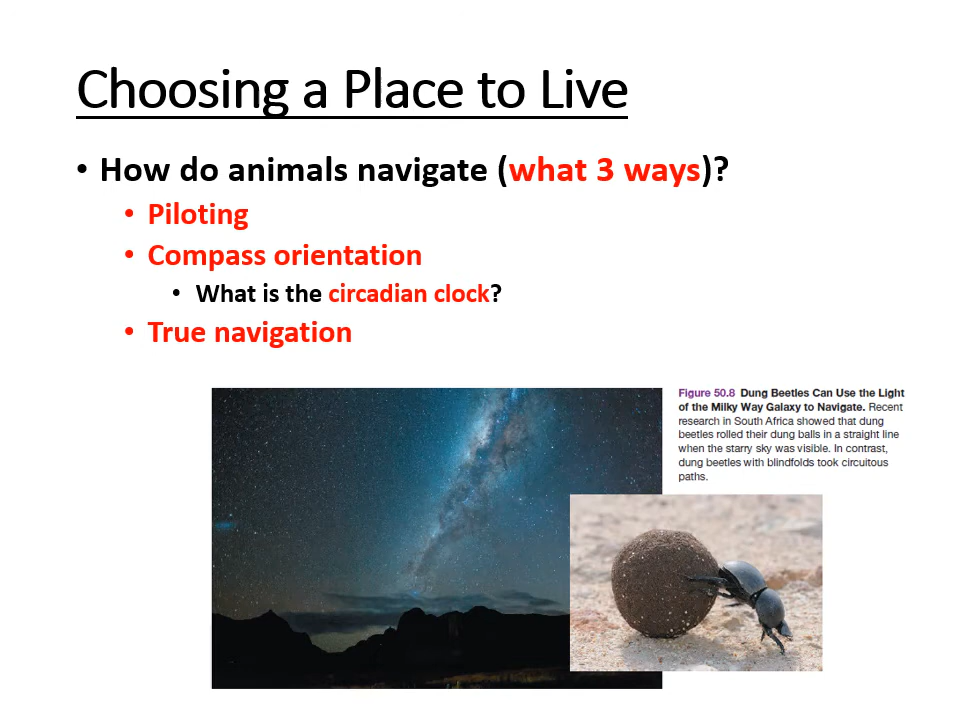 Choosing a Place to Live
• How do animals navigate (what 3 ways)?
• Piloting
• Compass orientation
• What is the circadian clock?
• True navigation
Figure 50.8 Dung Beetles Can Use the Light
of the Milky Way Galaxy to Navigate. Recent
research in South Africa showed that dung
beetles rolled their dung balls in a straight line
when the starry sky was visible. In contrast,
dung beetles with blindfolds took circuitous
paths.